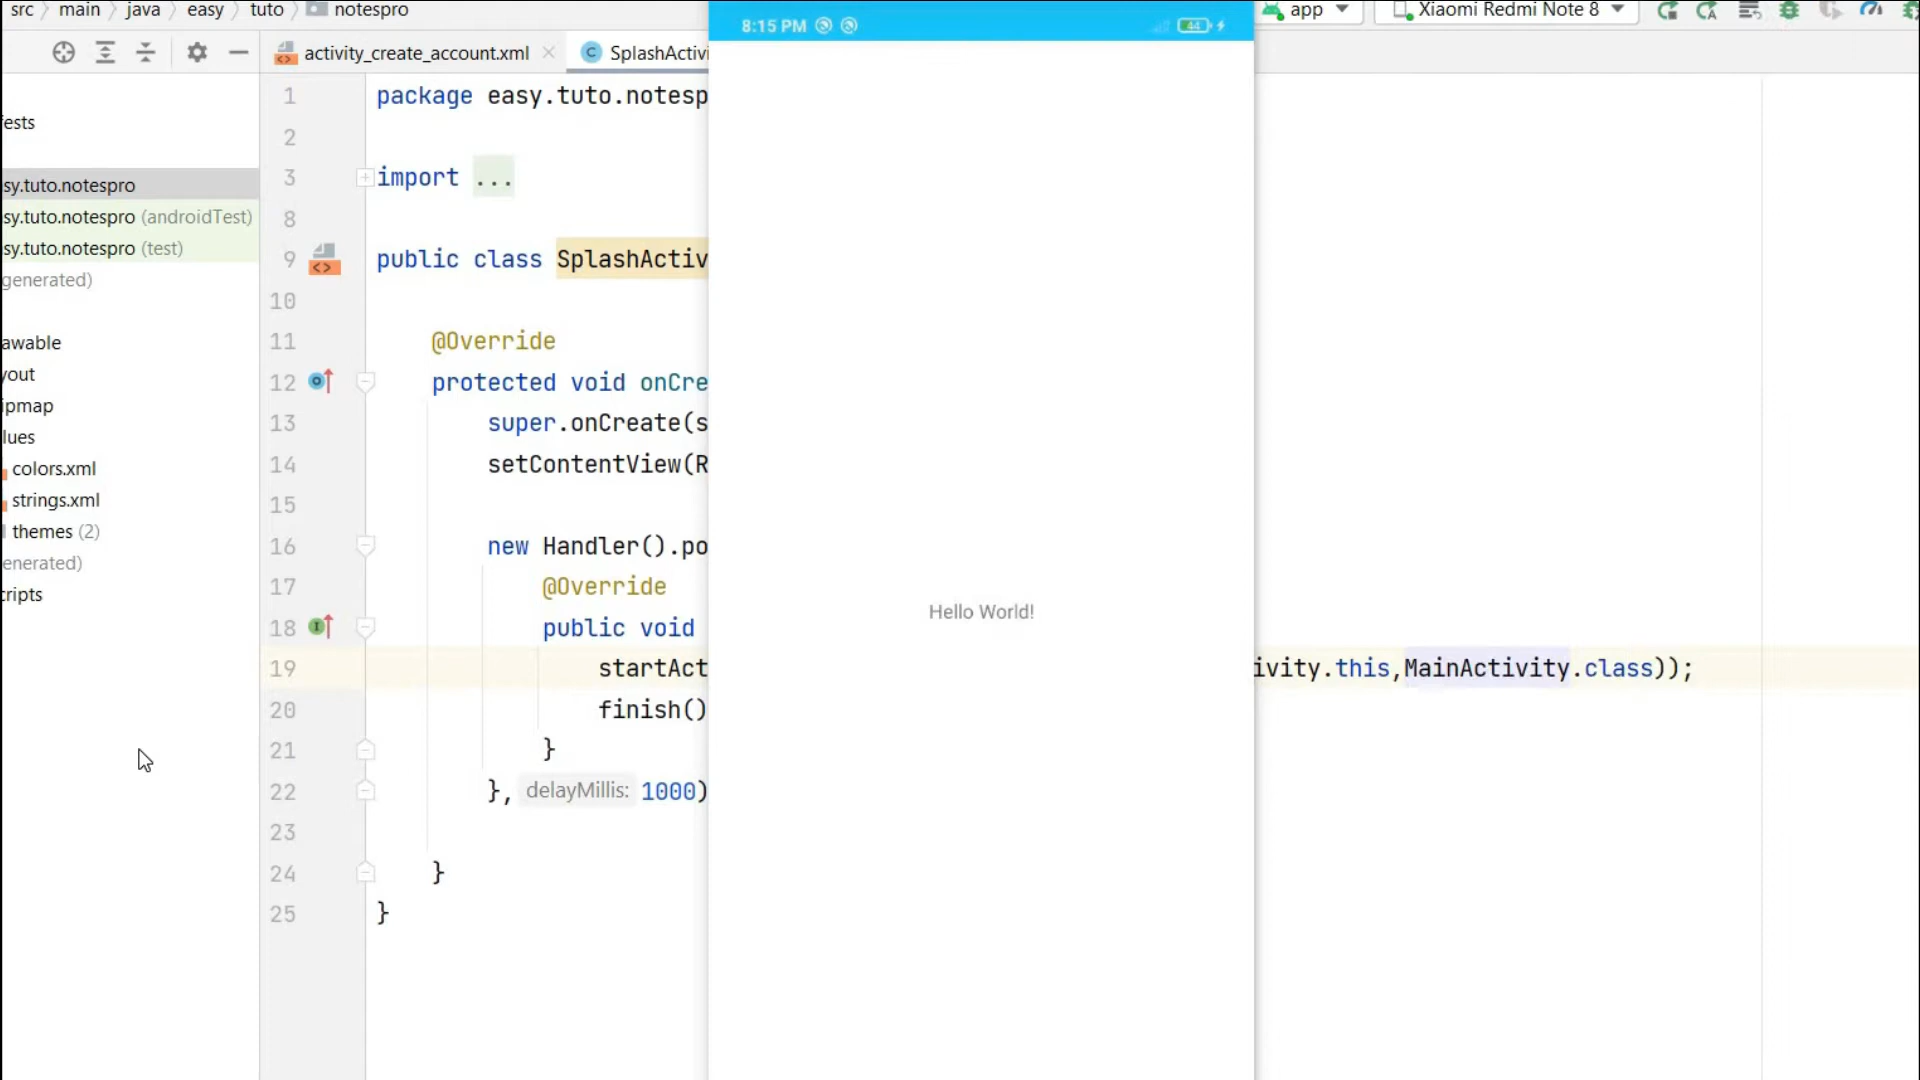 src main java easy tuto notespro
app Xiaomi Redmi Note 8
activity_create_account.xml SplashActivi
8:15 PM 44
ests
sy.tuto.notespro
sy.tuto.notespro (androidTest)
sy.tuto.notespro (test)
generated)
awable
yout
ipmap
lues
colors.xml
strings.xml
themes (2)
enerated)
cripts
1 package easy.tuto.notesp
2
3 import ...
8
9 public class SplashActiv
10
11 @Override
12 protected void onCre
13 super.onCreate(s
14 setContentView(R
15
16 new Handler().po
17 @Override
18 public void
19 startAct ivity.this,MainActivity.class));
20 finish()
21 }
22 }, delayMillis: 1000)
23
24 }
25 }
Hello World!